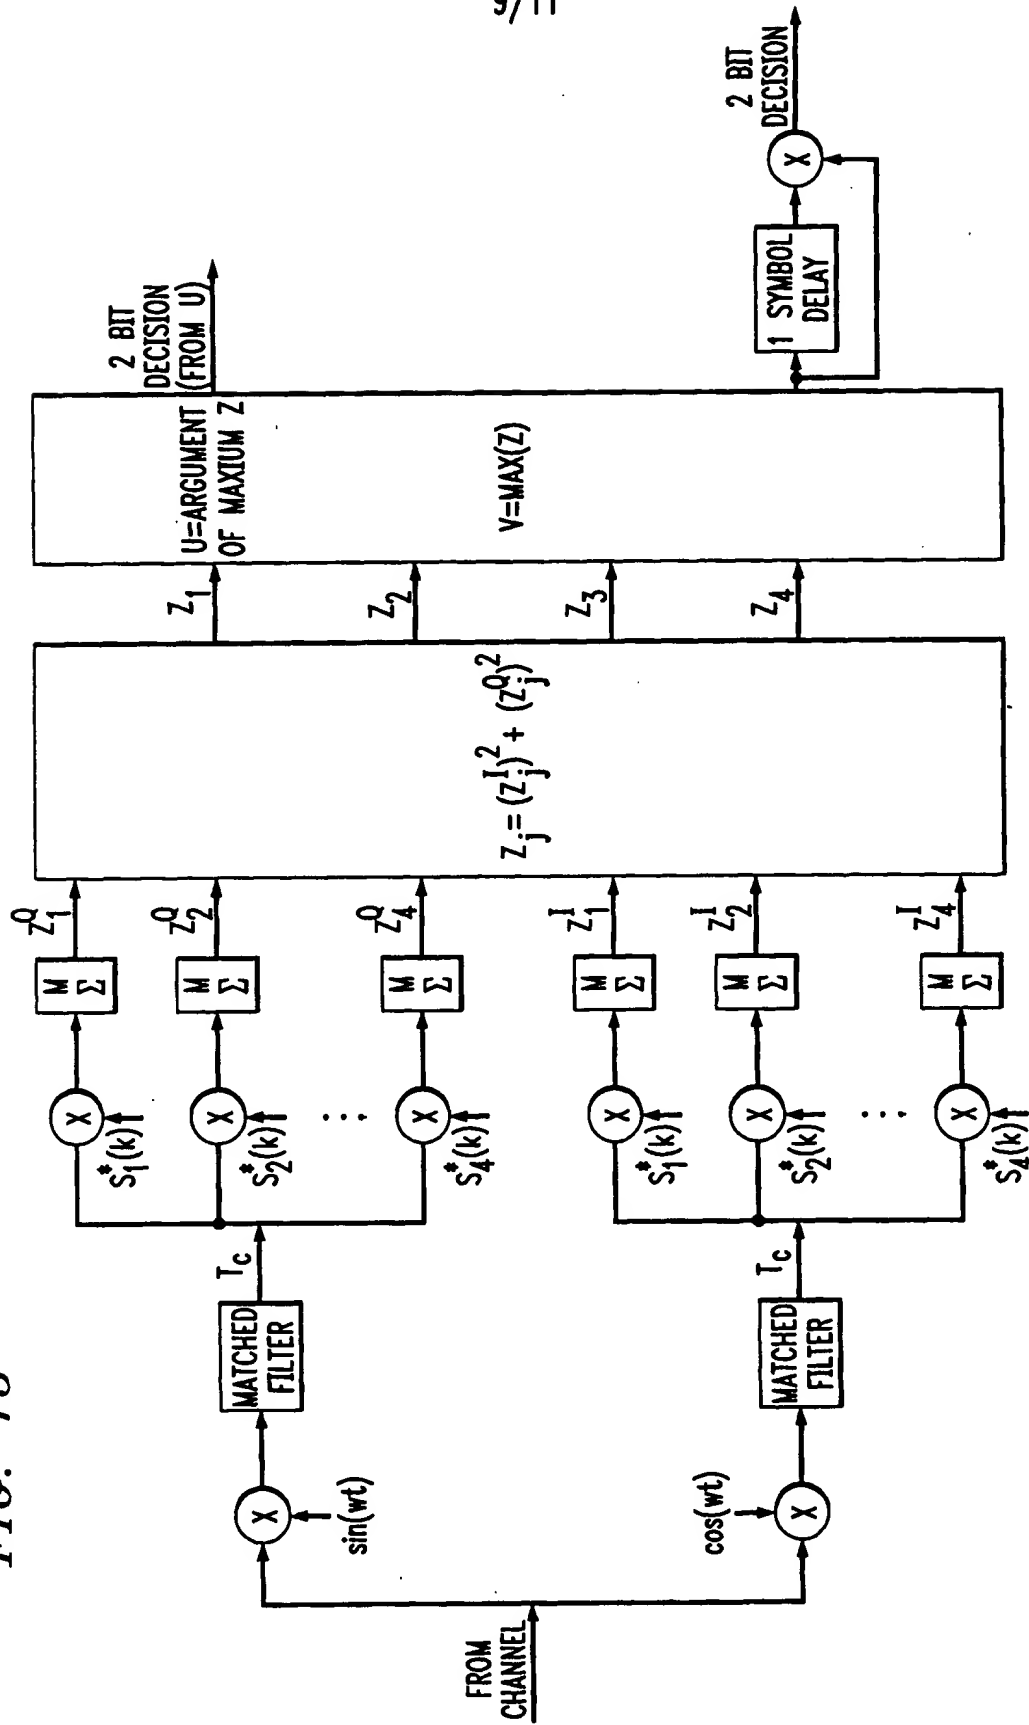 9/11
FIG. 10
FROM
CHANNEL
sin(wt)
X
MATCHED
FILTER
T_c
X
S*_1(k)
M
Σ
Z^Q_1
X
S*_2(k)
M
Σ
Z^Q_2
...
X
S*_4(k)
M
Σ
Z^Q_4
cos(wt)
X
MATCHED
FILTER
T_c
X
S*_1(k)
M
Σ
Z^I_1
X
S*_2(k)
M
Σ
Z^I_2
...
X
S*_4(k)
M
Σ
Z^I_4
Z_j=(Z^I_j)^2 + (Z^Q_j)^2
Z_1
Z_2
Z_3
Z_4
U=ARGUMENT
OF MAXIUM Z
V=MAX(Z)
2 BIT
DECISION
(FROM U)
1 SYMBOL
DELAY
X
2 BIT
DECISION